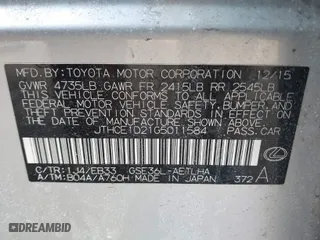 MFD.BY:TOYOTA MOTOR CORPORATION 12/15
GVWR 4735LB GAWR FR 2415LB RR 2545LB
THIS VEHICLE CONFORMS TO ALL APPLICABLE
FEDERAL MOTOR VEHICLE SAFETY, BUMPER, AND
THEFT PREVENTION STANDARDS IN EFFECT ON
THE DATE OF MANUFACTURE SHOWN ABOVE.
JTHCE1D21G5011584 PASS.CAR
C/TR:1J4/EB33 GSE36L-AETLHA
A/TM:B04A/A760H MADE IN JAPAN 372 A